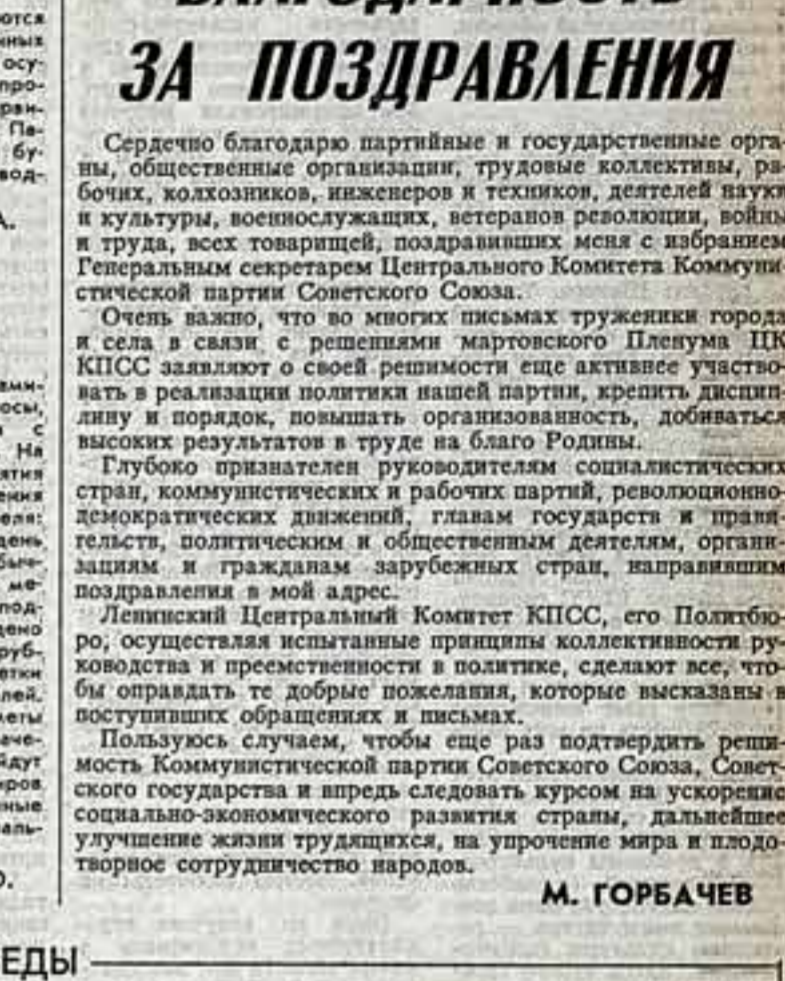 БЛАГОДАРНОСТЬ
ЗА ПОЗДРАВЛЕНИЯ
Сердечно благодарю партийные и государственные орга-
ны, общественные организации, трудовые коллективы, ра-
бочих, колхозников, инженеров и техников, деятелей науки
и культуры, военнослужащих, ветеранов революции, войны
и труда, всех товарищей, поздравивших меня с избранием
Генеральным секретарем Центрального Комитета Коммуни-
стической партии Советского Союза.
Очень важно, что во многих письмах труженики города
и села в связи с решениями мартовского Пленума ЦК
КПСС заявляют о своей решимости еще активнее участво-
вать в реализации политики нашей партии, крепить дисцип-
лину и порядок, повышать организованность, добиваться
высоких результатов в труде на благо Родины.
Глубоко признателен руководителям социалистических
стран, коммунистических и рабочих партий, революционно-
демократических движений, главам государств и прави-
тельств, политическим и общественным деятелям, органи-
зациям и гражданам зарубежных стран, направившим
поздравления в мой адрес.
Ленинский Центральный Комитет КПСС, его Политбю-
ро, осуществляя испытанные принципы коллективности ру-
ководства и преемственности в политике, сделают все, что-
бы оправдать те добрые пожелания, которые высказаны в
поступивших обращениях и письмах.
Пользуюсь случаем, чтобы еще раз подтвердить реши-
мость Коммунистической партии Советского Союза, Совет-
ского государства и впредь следовать курсом на ускорение
социально-экономического развития страны, дальнейшее
улучшение жизни трудящихся, на упрочение мира и плодо-
творное сотрудничество народов.
М. ГОРБАЧЕВ
ЕДЫ